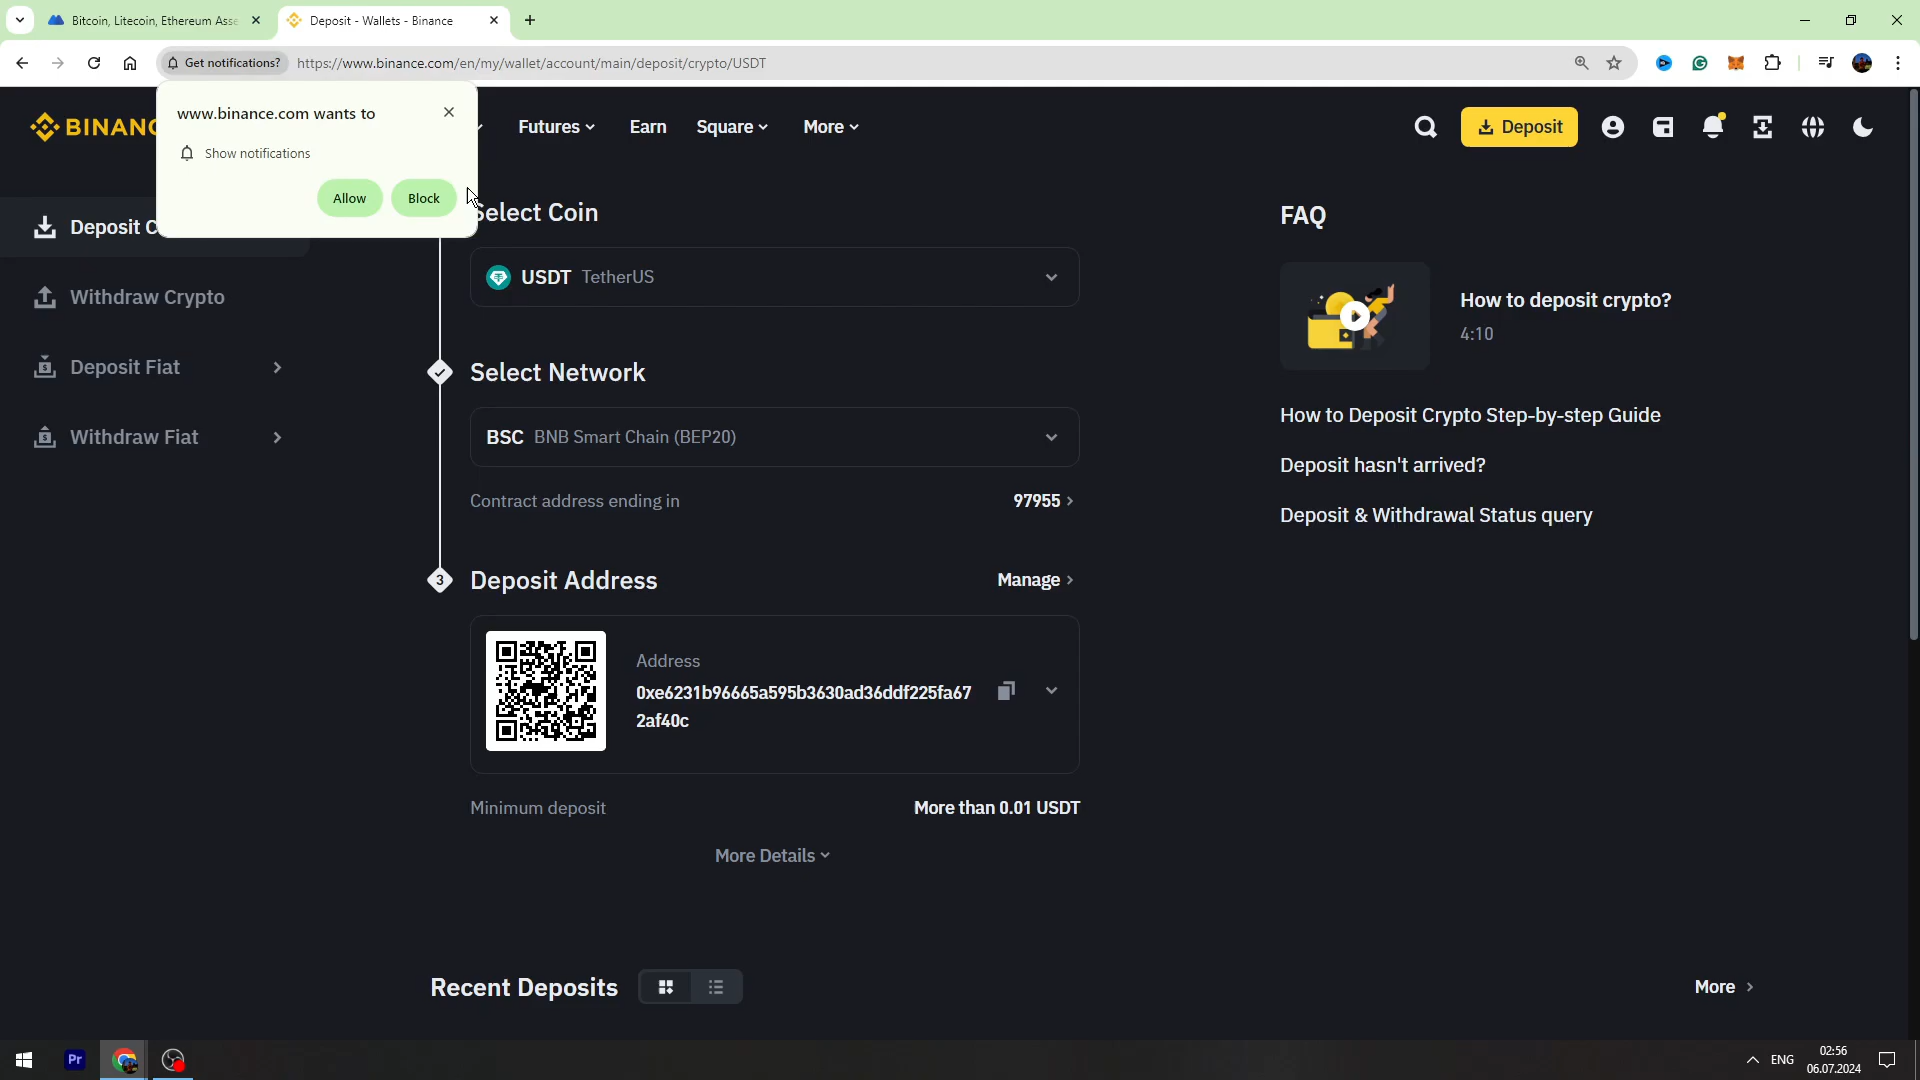 Bitcoin, Litecoin, Ethereum Asse
Deposit - Wallets - Binance
Get notifications?
https://www.binance.com/en/my/wallet/account/main/deposit/crypto/USDT
www.binance.com wants to
Show notifications
Allow
Block
BINANC
Futures
Earn
Square
More
Deposit
Deposit C
Withdraw Crypto
Deposit Fiat
Withdraw Fiat
Select Coin
USDT TetherUS
Select Network
BSC BNB Smart Chain (BEP20)
Contract address ending in
97955
3
Deposit Address
Manage
Address
0xe6231b96665a595b3630ad36ddf225fa67
2af40c
Minimum deposit
More than 0.01 USDT
More Details
Recent Deposits
More
FAQ
How to deposit crypto?
4:10
How to Deposit Crypto Step-by-step Guide
Deposit hasn't arrived?
Deposit & Withdrawal Status query
Pr
ENG
02:56
06.07.2024